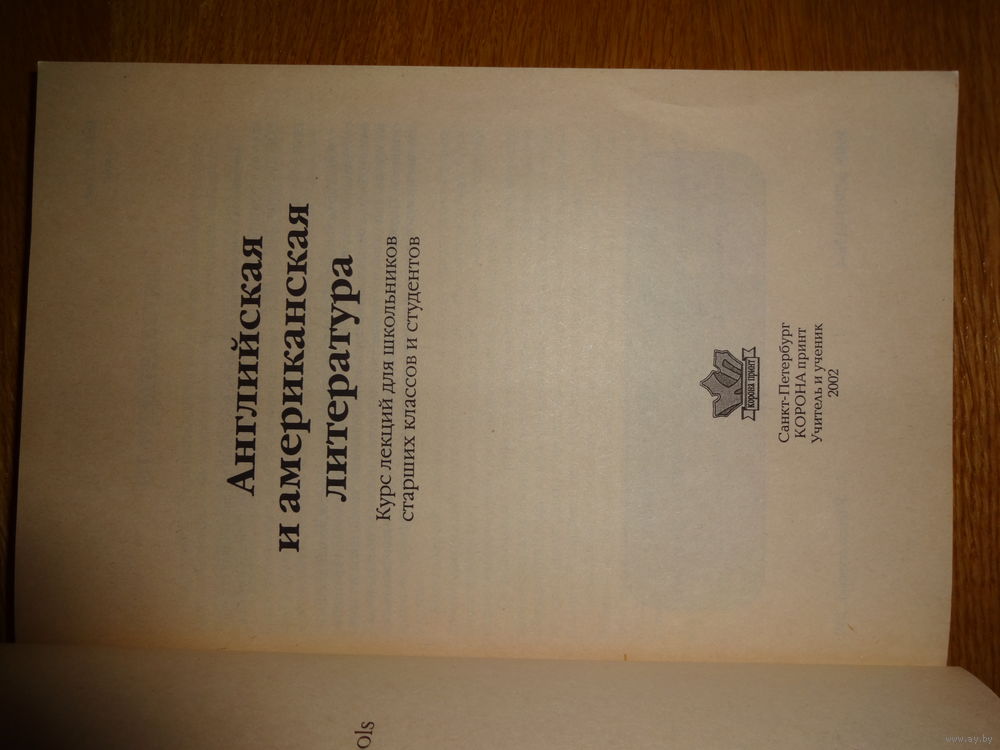 Английская
и американская
литература
Курс лекций для школьников
старших классов и студентов
корона принт
Санкт-Петербург
КОРОНА принт
Учитель и ученик
2002
ols
www.ay.by